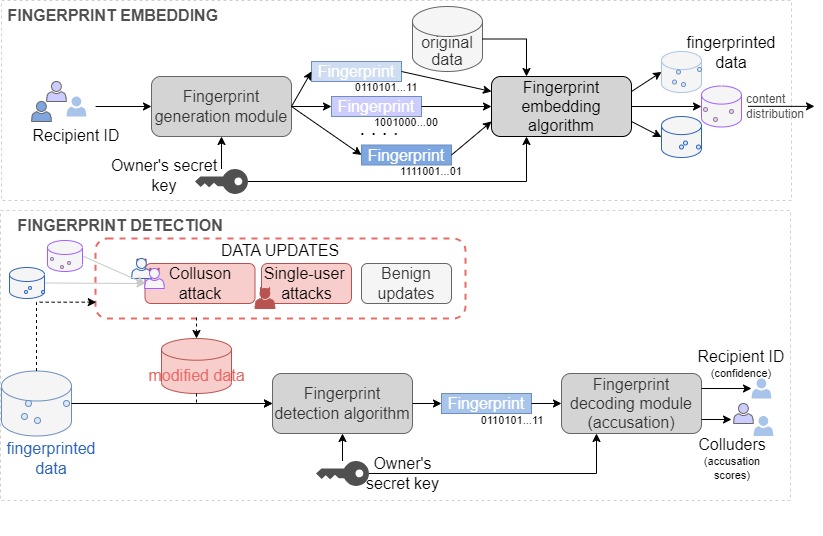 FINGERPRINT EMBEDDING
original
data
fingerprinted
data
Fingerprint
0110101...11
Fingerprint
generation module
Fingerprint
1001000...00
. . . .
Fingerprint
embedding
algorithm
content
distribution
Recipient ID
Fingerprint
1111001...01
Owner's secret
key
FINGERPRINT DETECTION
DATA UPDATES
Colluson
attack
Single-user
attacks
Benign
updates
modified data
Recipient ID
(confidence)
Fingerprint
detection algorithm
Fingerprint
0110101...11
Fingerprint
decoding module
(accusation)
fingerprinted
data
Colluders
(accusation
scores)
Owner's
secret key